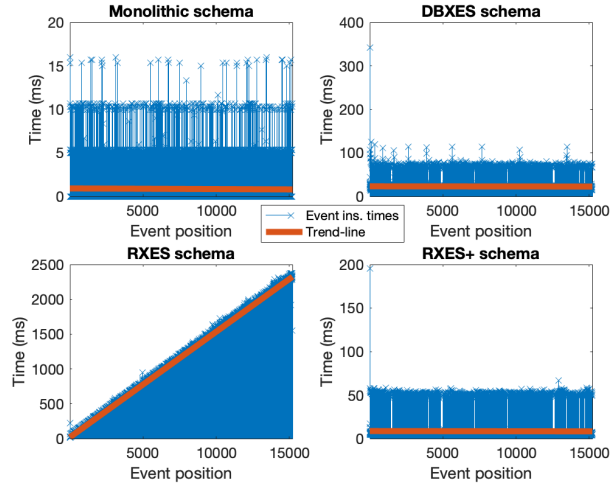 Monolithic schema
20
15
10
5
0
Time (ms)
5000 10000 15000
Event position
DBXES schema
400
300
200
100
0
Time (ms)
5000 10000 15000
Event position
Event ins. times
Trend-line
RXES schema
2500
2000
1500
1000
500
0
Time (ms)
5000 10000 15000
Event position
RXES+ schema
200
150
100
50
0
Time (ms)
5000 10000 15000
Event position